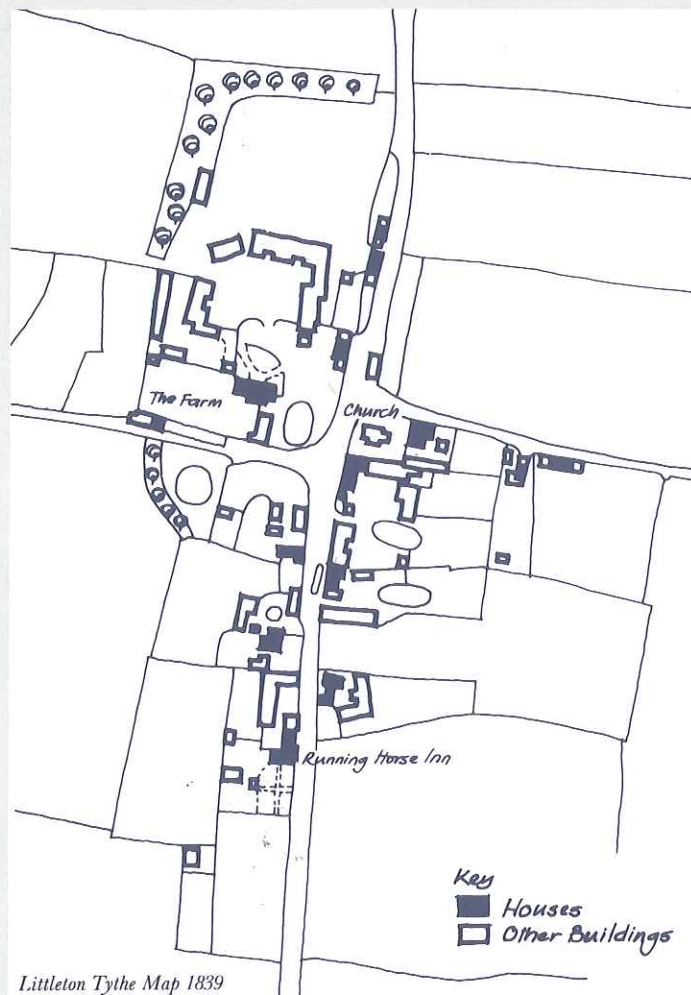 The Farm
Church
Running Horse Inn
Key
Houses
Other Buildings
Littleton Tythe Map 1839